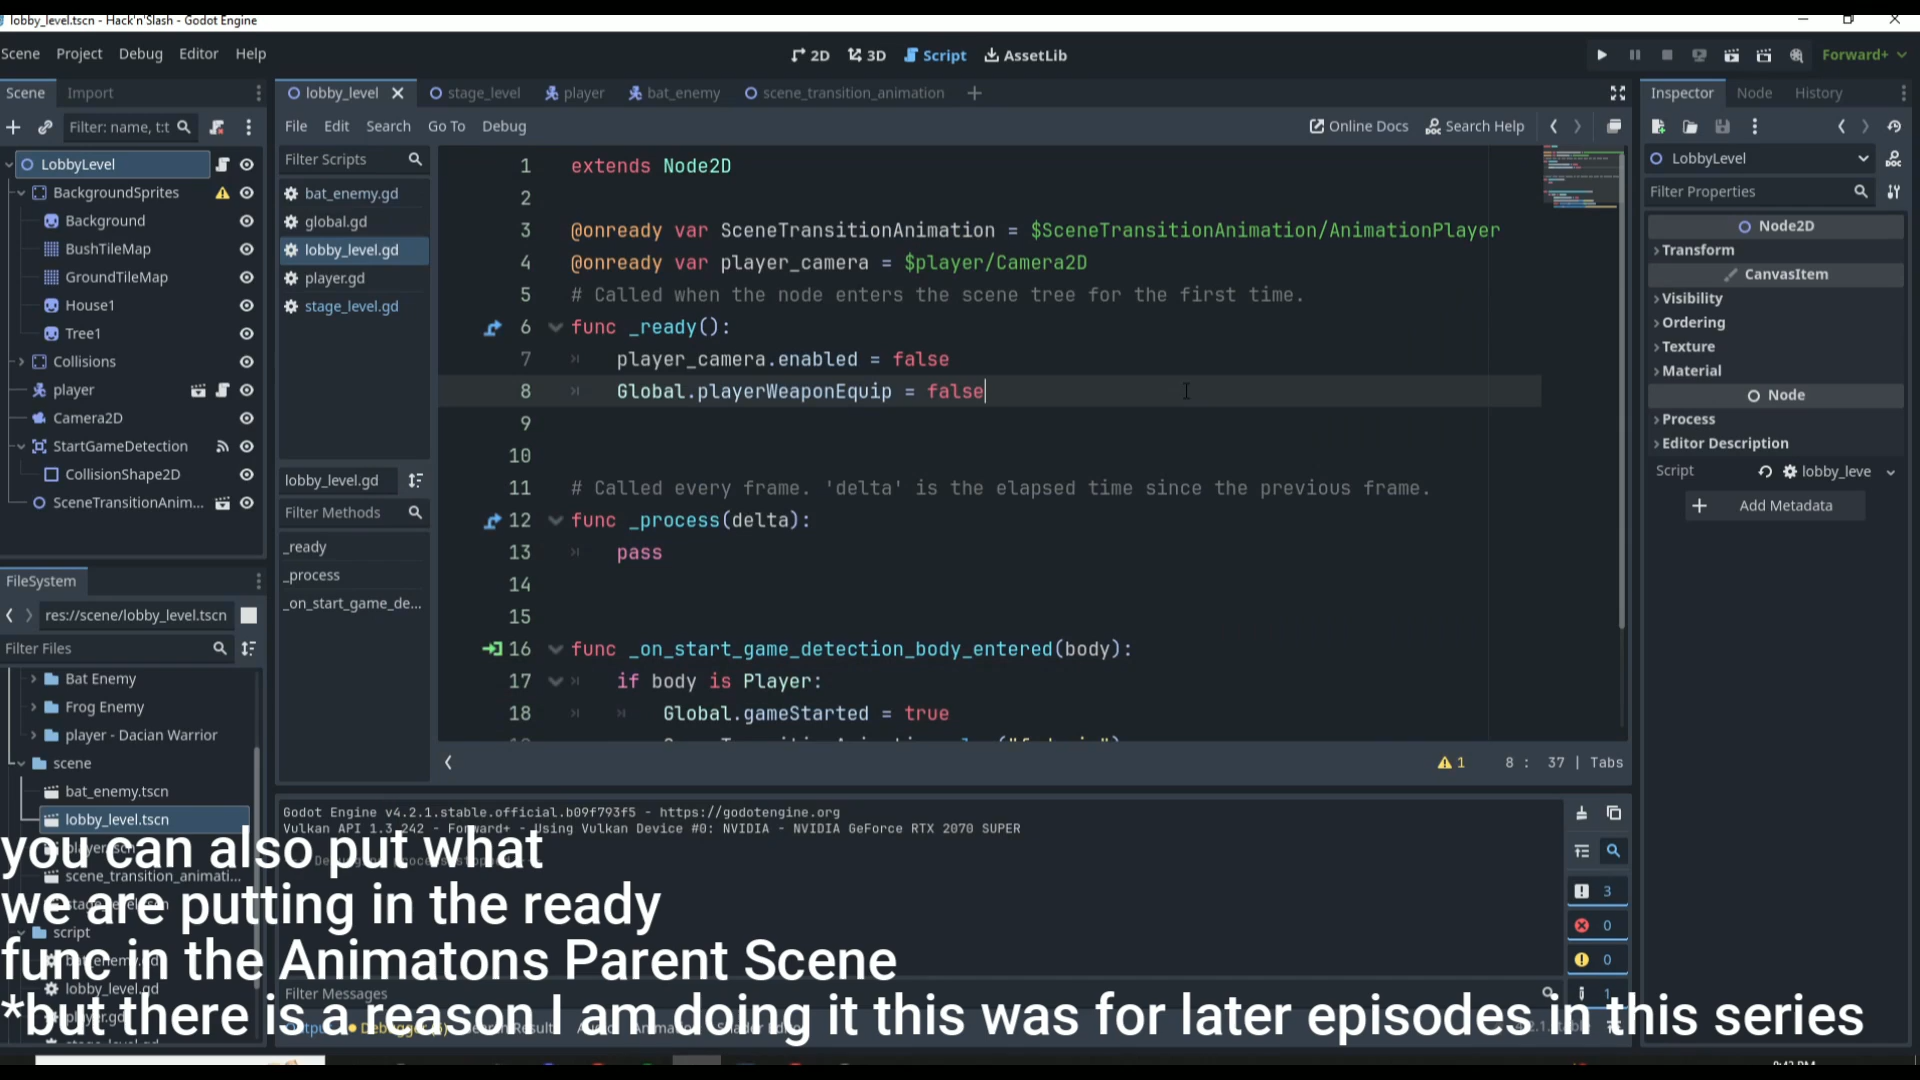 lobby_level.tscn - Hack'n'Slash - Godot Engine
Scene Project Debug Editor Help
2D 3D Script AssetLib
Forward+
Scene Import
Filter: name, t:t
LobbyLevel
BackgroundSprites
Background
BushTileMap
GroundTileMap
House1
Tree1
Collisions
player
Camera2D
StartGameDetection
CollisionShape2D
SceneTransitionAnim...
FileSystem
res://scene/lobby_level.tscn
Filter Files
Bat Enemy
Frog Enemy
player - Dacian Warrior
scene
bat_enemy.tscn
lobby_level.tscn
scene_transition_animati...
script
lobby_level.gd
lobby_level stage_level player bat_enemy scene_transition_animation
File Edit Search Go To Debug
Online Docs Search Help
Filter Scripts
bat_enemy.gd
global.gd
lobby_level.gd
player.gd
stage_level.gd
lobby_level.gd
Filter Methods
_ready
_process
_on_start_game_de...
1 extends Node2D
2
3 @onready var SceneTransitionAnimation = $SceneTransitionAnimation/AnimationPlayer
4 @onready var player_camera = $player/Camera2D
5 # Called when the node enters the scene tree for the first time.
6 func _ready():
7 player_camera.enabled = false
8 Global.playerWeaponEquip = false
9
10
11 # Called every frame. 'delta' is the elapsed time since the previous frame.
12 func _process(delta):
13 pass
14
15
16 func _on_start_game_detection_body_entered(body):
17 if body is Player:
18 Global.gameStarted = true
1 8 : 37 | Tabs
Godot Engine v4.2.1.stable.official.b09f793f5 - https://godotengine.org
Vulkan API 1.3.242 - Forward+ - Using Vulkan Device #0: NVIDIA - NVIDIA GeForce RTX 2070 SUPER
3
0
0
1
Filter Messages
Inspector Node History
LobbyLevel
Filter Properties
Node2D
Transform
CanvasItem
Visibility
Ordering
Texture
Material
Node
Process
Editor Description
Script lobby_leve
Add Metadata
you can also put what
we are putting in the ready
func in the Animatons Parent Scene
*but there is a reason I am doing it this was for later episodes in this series